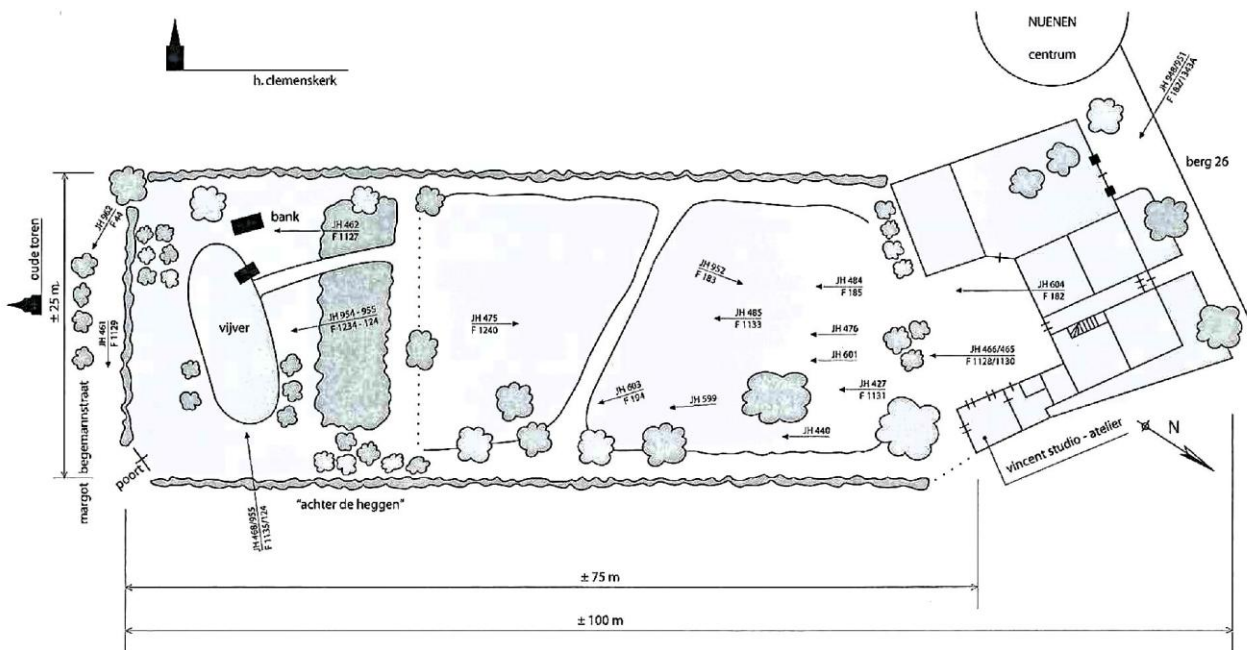 NUENEN
centrum
h. clemenskerk
JH 948/951
F 182/1343A
berg 26
JH 962
F 44
oude toren
± 25 m.
bank
JH 462
F 1127
JH 952
F 183
JH 484
F 185
JH 604
F 182
vijver
JH 954 - 955
F 1234 - 124
JH 475
F 1240
JH 485
F 1133
JH 476
JH 461
F 1129
JH 601
JH 466/465
F 1128/1130
JH 603
F 194
JH 599
JH 427
F 1131
JH 440
margot begemannstraat
poort
vincent studio - atelier
N
"achter de heggen"
JH 468/955
F 1135/124
± 75 m
± 100 m